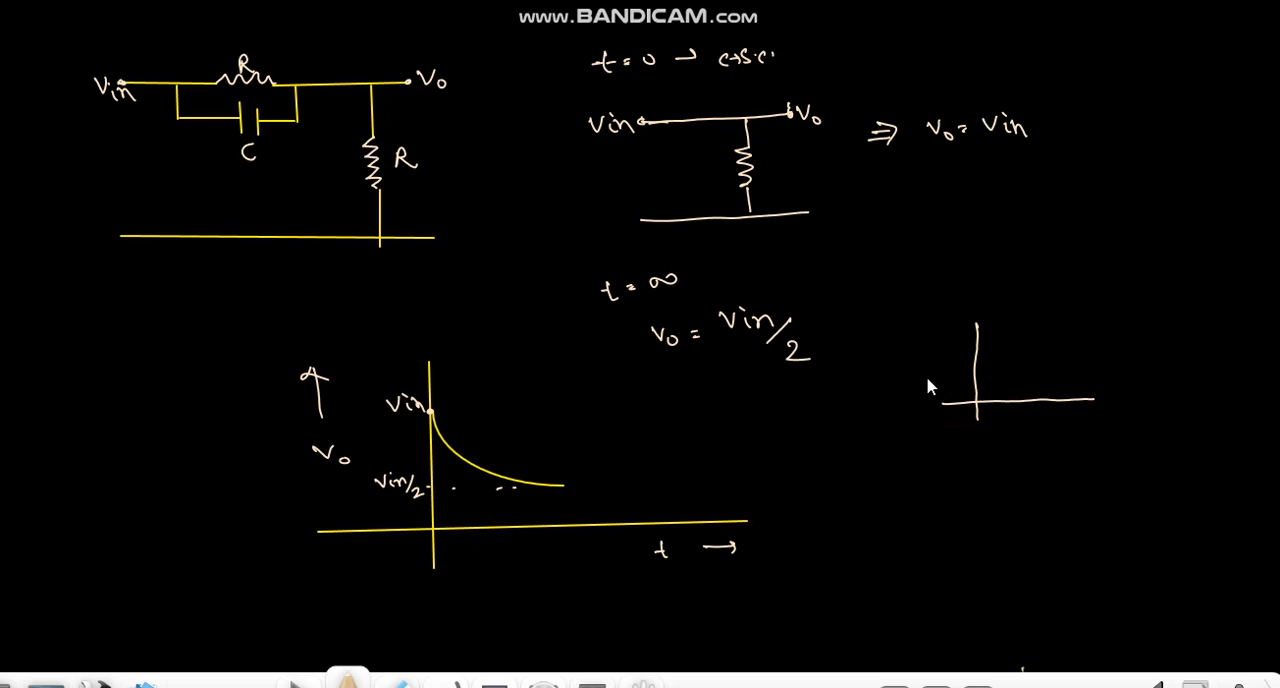 www.BANDICAM.com
R
Vin
Vo
C
R
t = 0 → C → S.C.
Vin
Vo
⇒ Vo = Vin
t = ∞
Vo = Vin/2
Vin
Vo
Vin/2
t →